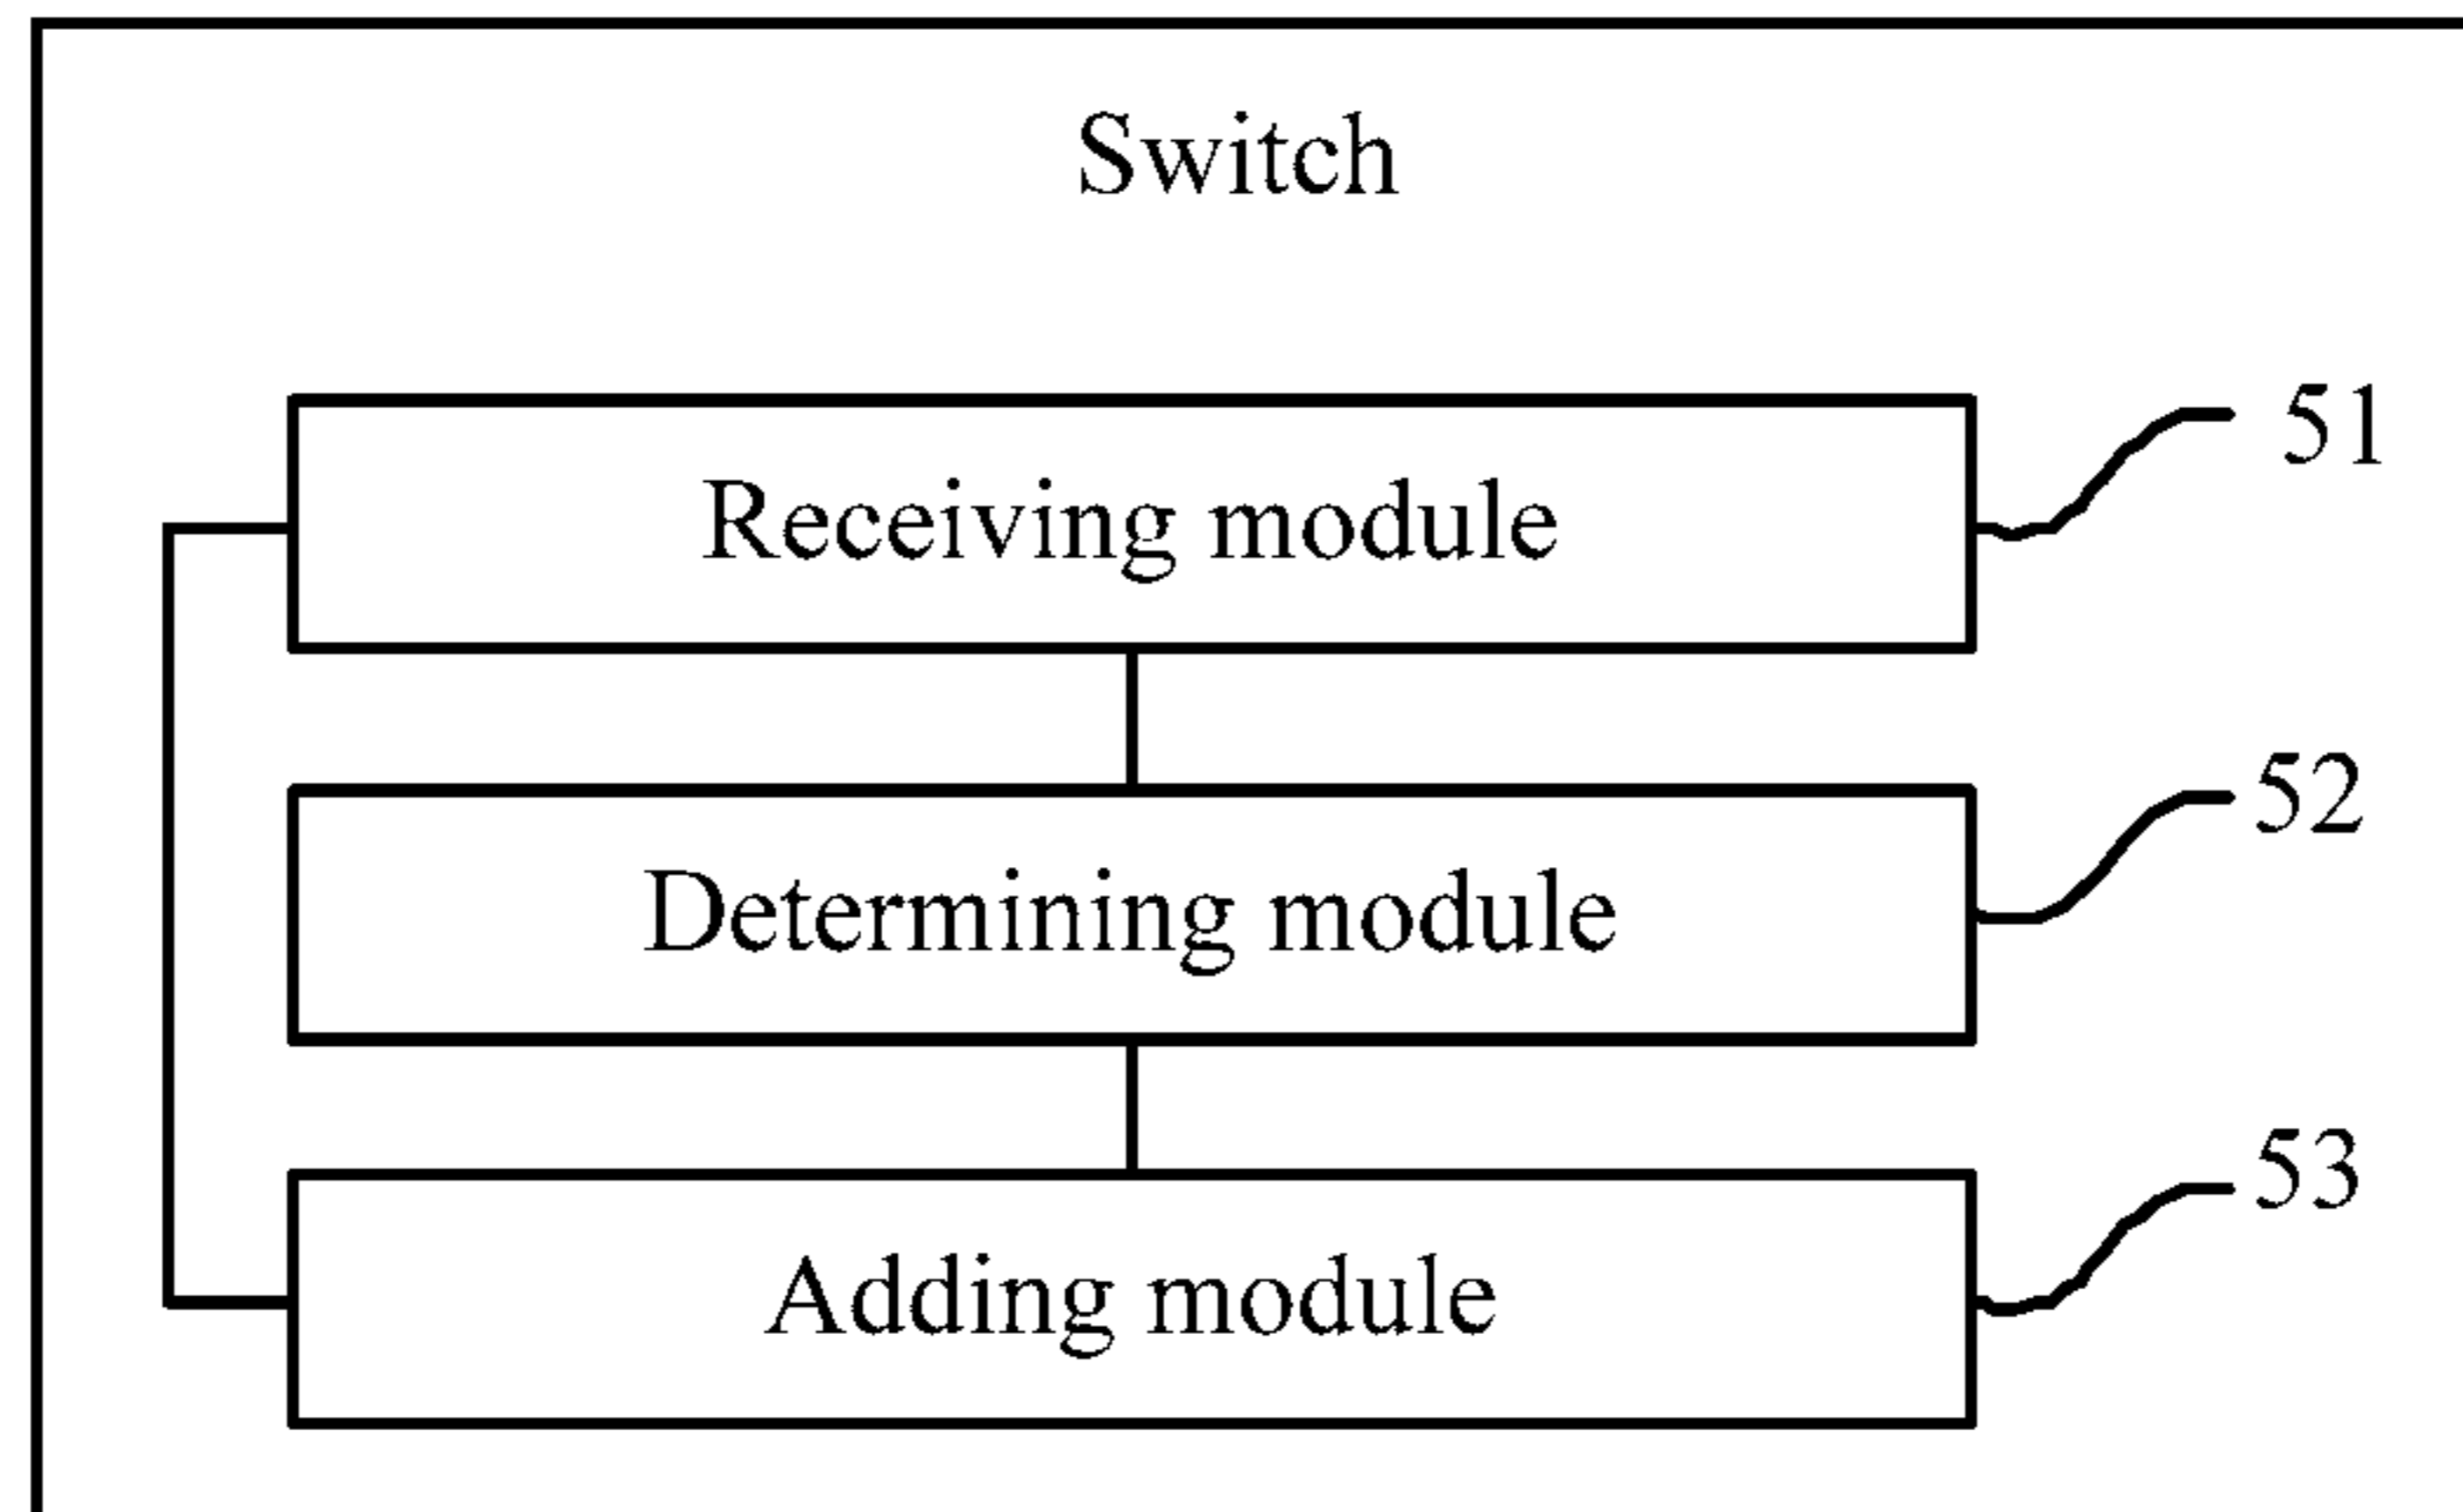 Switch
51
Receiving module
52
Determining module
53
Adding module